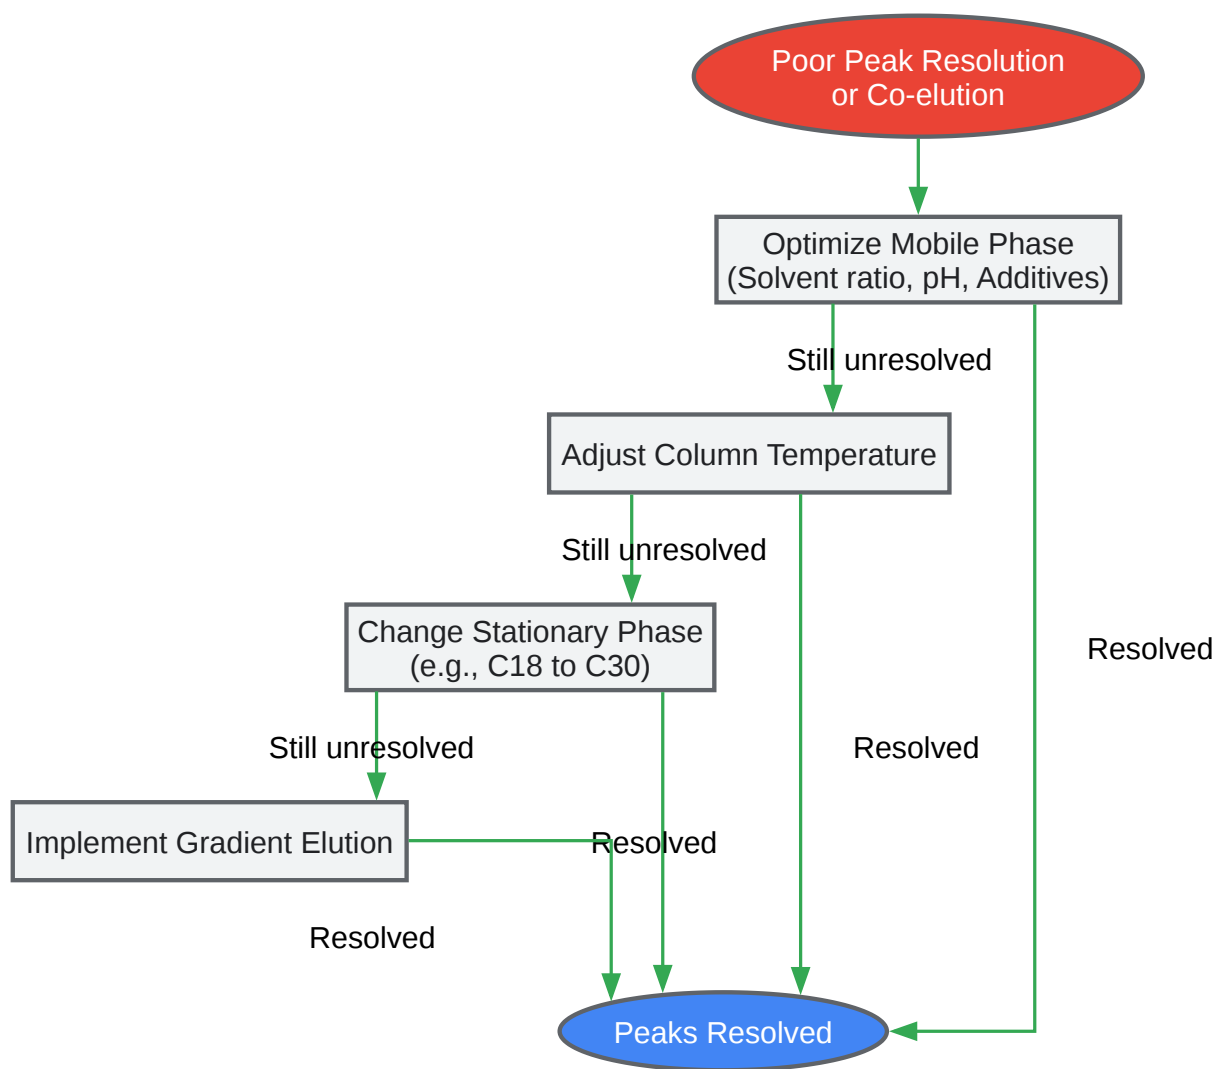 Poor Peak Resolution
or Co-elution
Optimize Mobile Phase
(Solvent ratio, pH, Additives)
Still unresolved
Adjust Column Temperature
Still unresolved
Change Stationary Phase
(e.g., C18 to C30)
Resolved
Still unresolved
Resolved
Implement Gradient Elution
Resolved
Resolved
Peaks Resolved